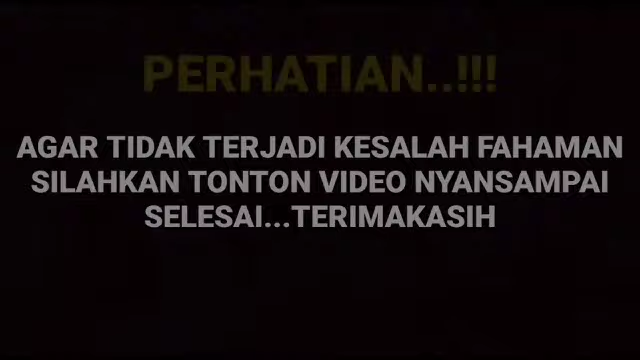 PERHATIAN..!!!
AGAR TIDAK TERJADI KESALAH FAHAMAN
SILAHKAN TONTON VIDEO NYANSAMPAI
SELESAI...TERIMAKASIH